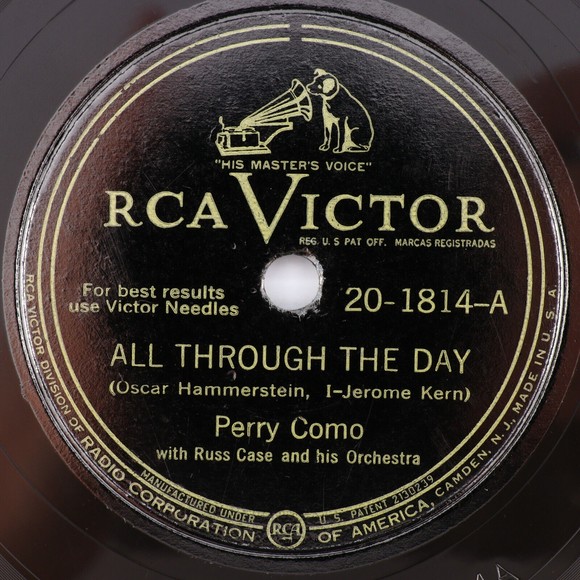 "HIS MASTER'S VOICE"
RCA VICTOR
REG. U. S PAT OFF. MARCAS REGISTRADAS
For best results
use Victor Needles
20-1814-A
ALL THROUGH THE DAY
(Oscar Hammerstein, I-Jerome Kern)
Perry Como
with Russ Case and his Orchestra
MANUFACTURED UNDER U. S. PATENT 2130239
RCA VICTOR DIVISION OF RADIO CORPORATION OF AMERICA, CAMDEN, N. J. MADE IN U. S. A.
RCA